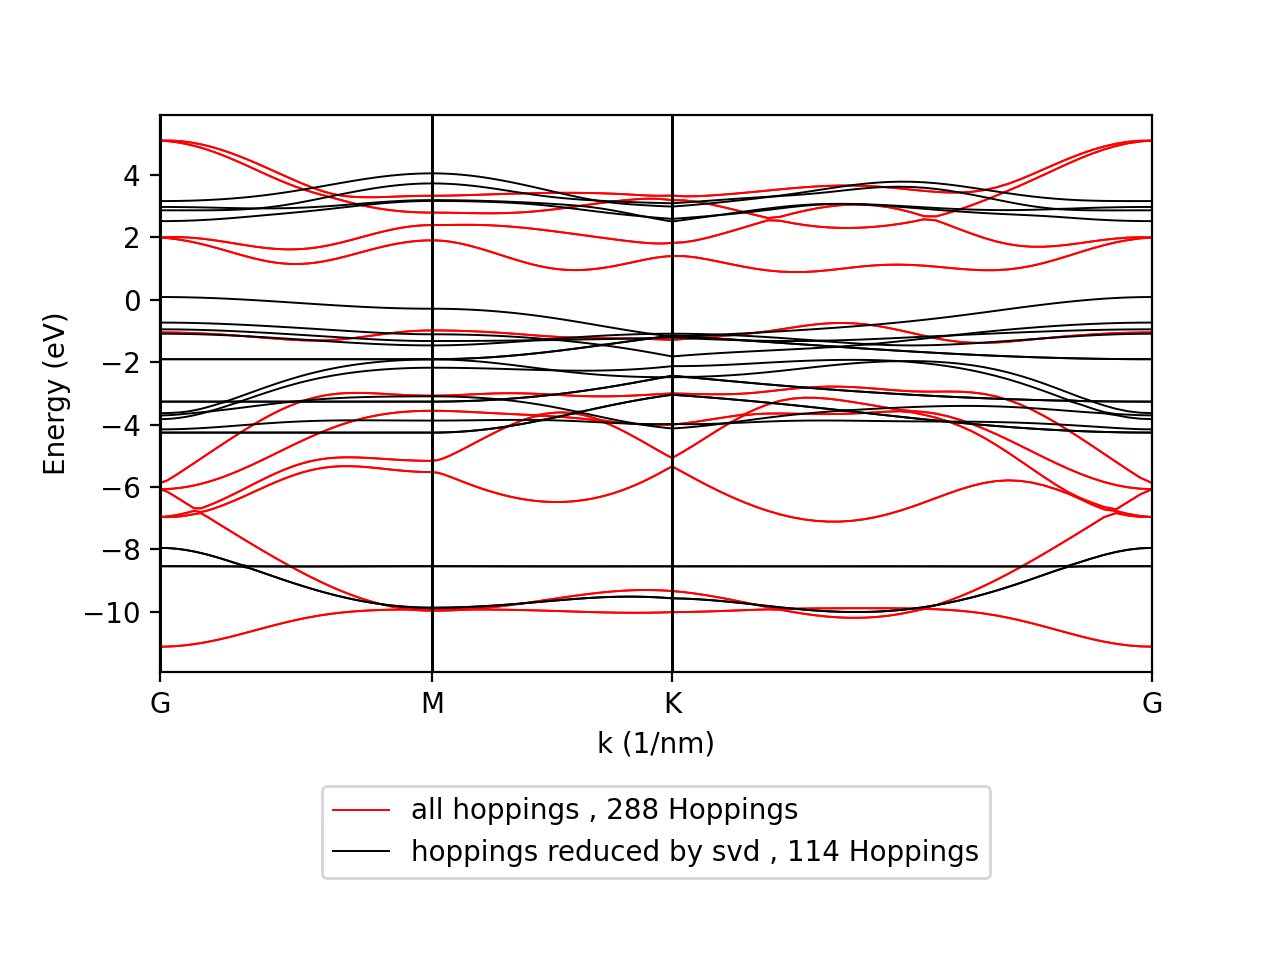 4
2
0
−2
−4
−6
−8
−10
Energy (eV)
G M K G
k (1/nm)
all hoppings , 288 Hoppings
hoppings reduced by svd , 114 Hoppings